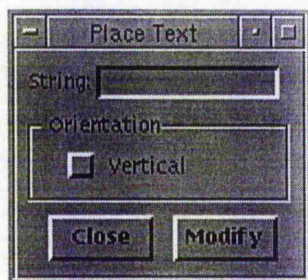 Place Text
String:
Orientation
Vertical
Close Modify